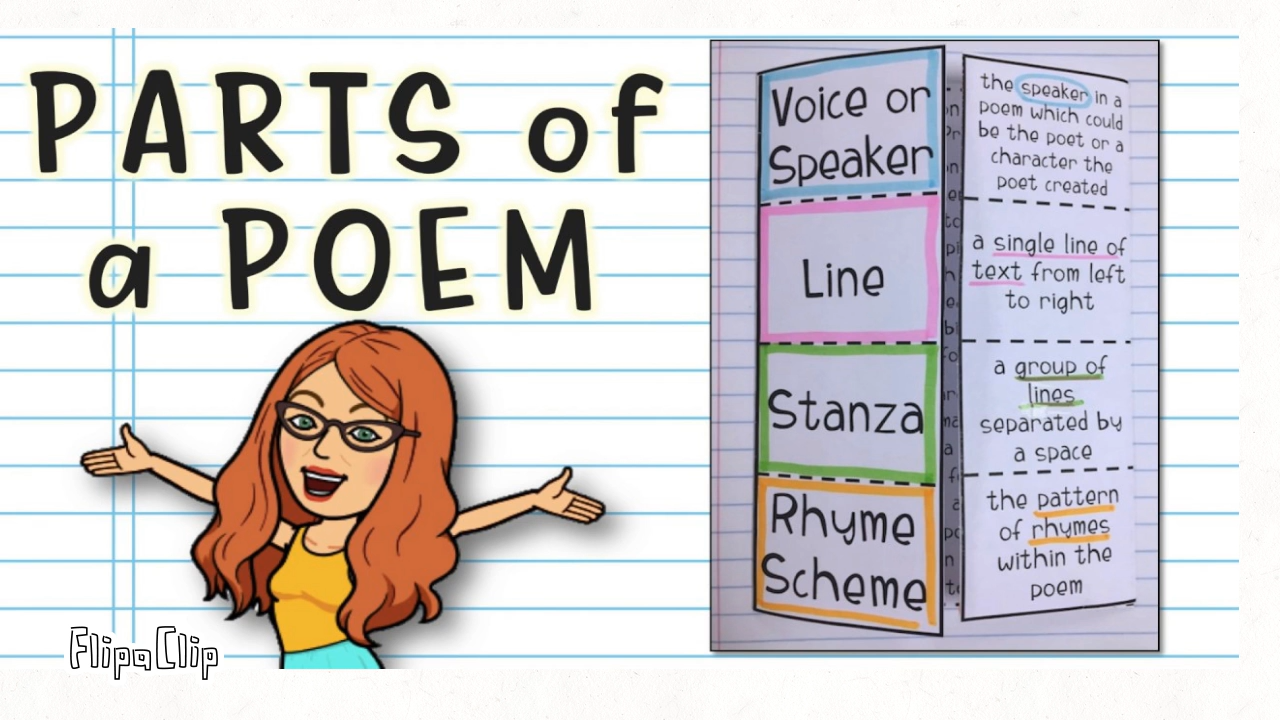 PARTS of
a POEM
Voice or
Speaker
Line
Stanza
Rhyme
Scheme
the speaker in a
poem which could
be the poet or a
character the
poet created
a single line of
text from left
to right
a group of
lines
separated by
a space
the pattern
of rhymes
within the
poem
FlipaClip